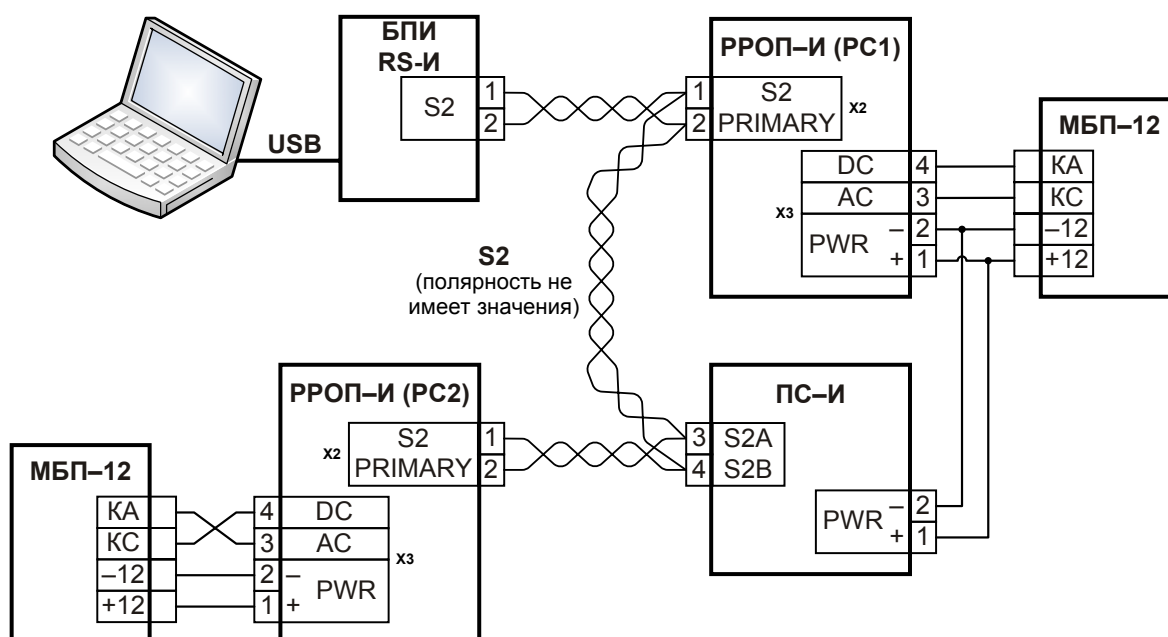 БПИ
RS-И
S2
1
2
USB
РРОП–И (РС1)
1
2
S2
PRIMARY
X2
DC
4
AC
3
X3
PWR
–
2
+
1
МБП–12
КА
КС
–12
+12
S2
(полярность не
имеет значения)
РРОП–И (РС2)
X2
S2
PRIMARY
1
2
МБП–12
КА
КС
–12
+12
4
DC
3
AC
X3
2
–
1
+
PWR
ПС–И
3
S2A
4
S2B
PWR
–
2
+
1